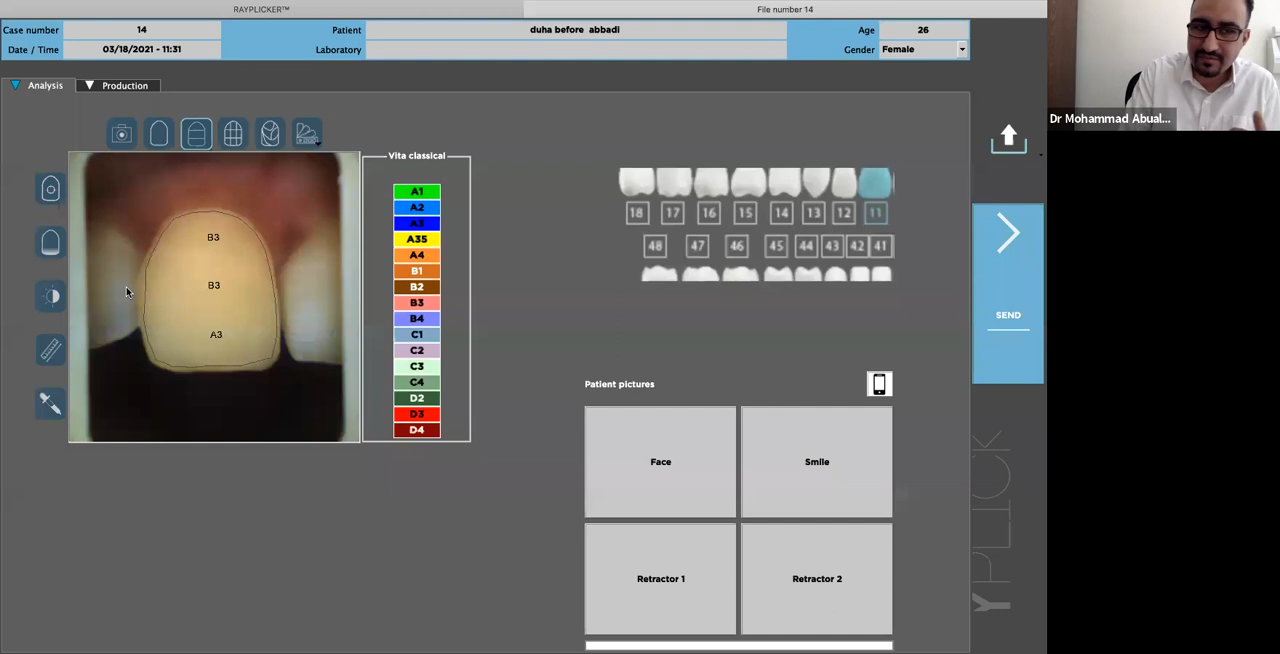 RAYPLICKER™
File number 14
Case number 14 Patient duha before abbadi Age 26
Date / Time 03/18/2021 - 11:31 Laboratory Gender Female
Dr Mohammad Abual...
Analysis
Production
Vita classical
A1
A2
A3
A35
A4
B1
B2
B3
B4
C1
C2
C3
C4
D2
D3
D4
B3
B3
A3
18 17 16 15 14 13 12 11
48 47 46 45 44 43 42 41
SEND
Patient pictures
Face
Smile
Retractor 1
Retractor 2
YPLICK